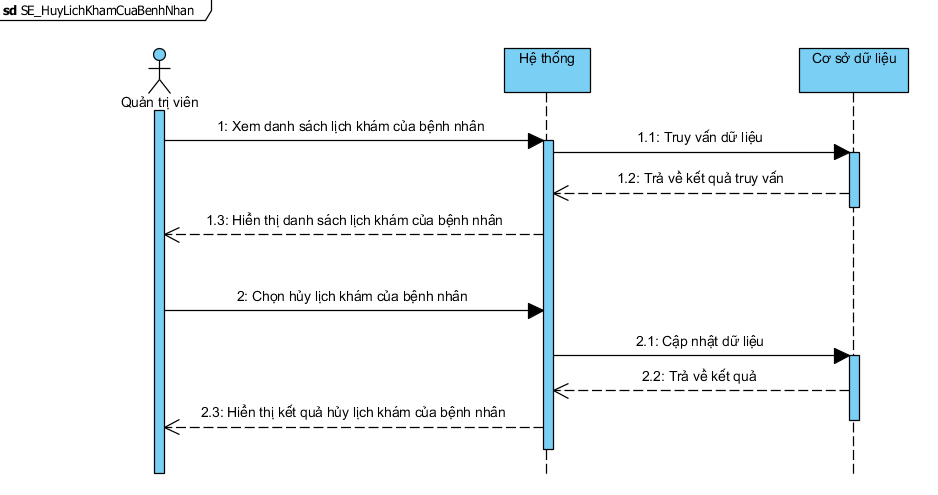 sd SE_HuyLichKhamCuaBenhNhan
Quản trị viên
Hệ thống
Cơ sở dữ liệu
1: Xem danh sách lịch khám của bệnh nhân
1.1: Truy vấn dữ liệu
1.2: Trả về kết quả truy vấn
1.3: Hiển thị danh sách lịch khám của bệnh nhân
2: Chọn hủy lịch khám của bệnh nhân
2.1: Cập nhật dữ liệu
2.2: Trả về kết quả
2.3: Hiển thị kết quả hủy lịch khám của bệnh nhân